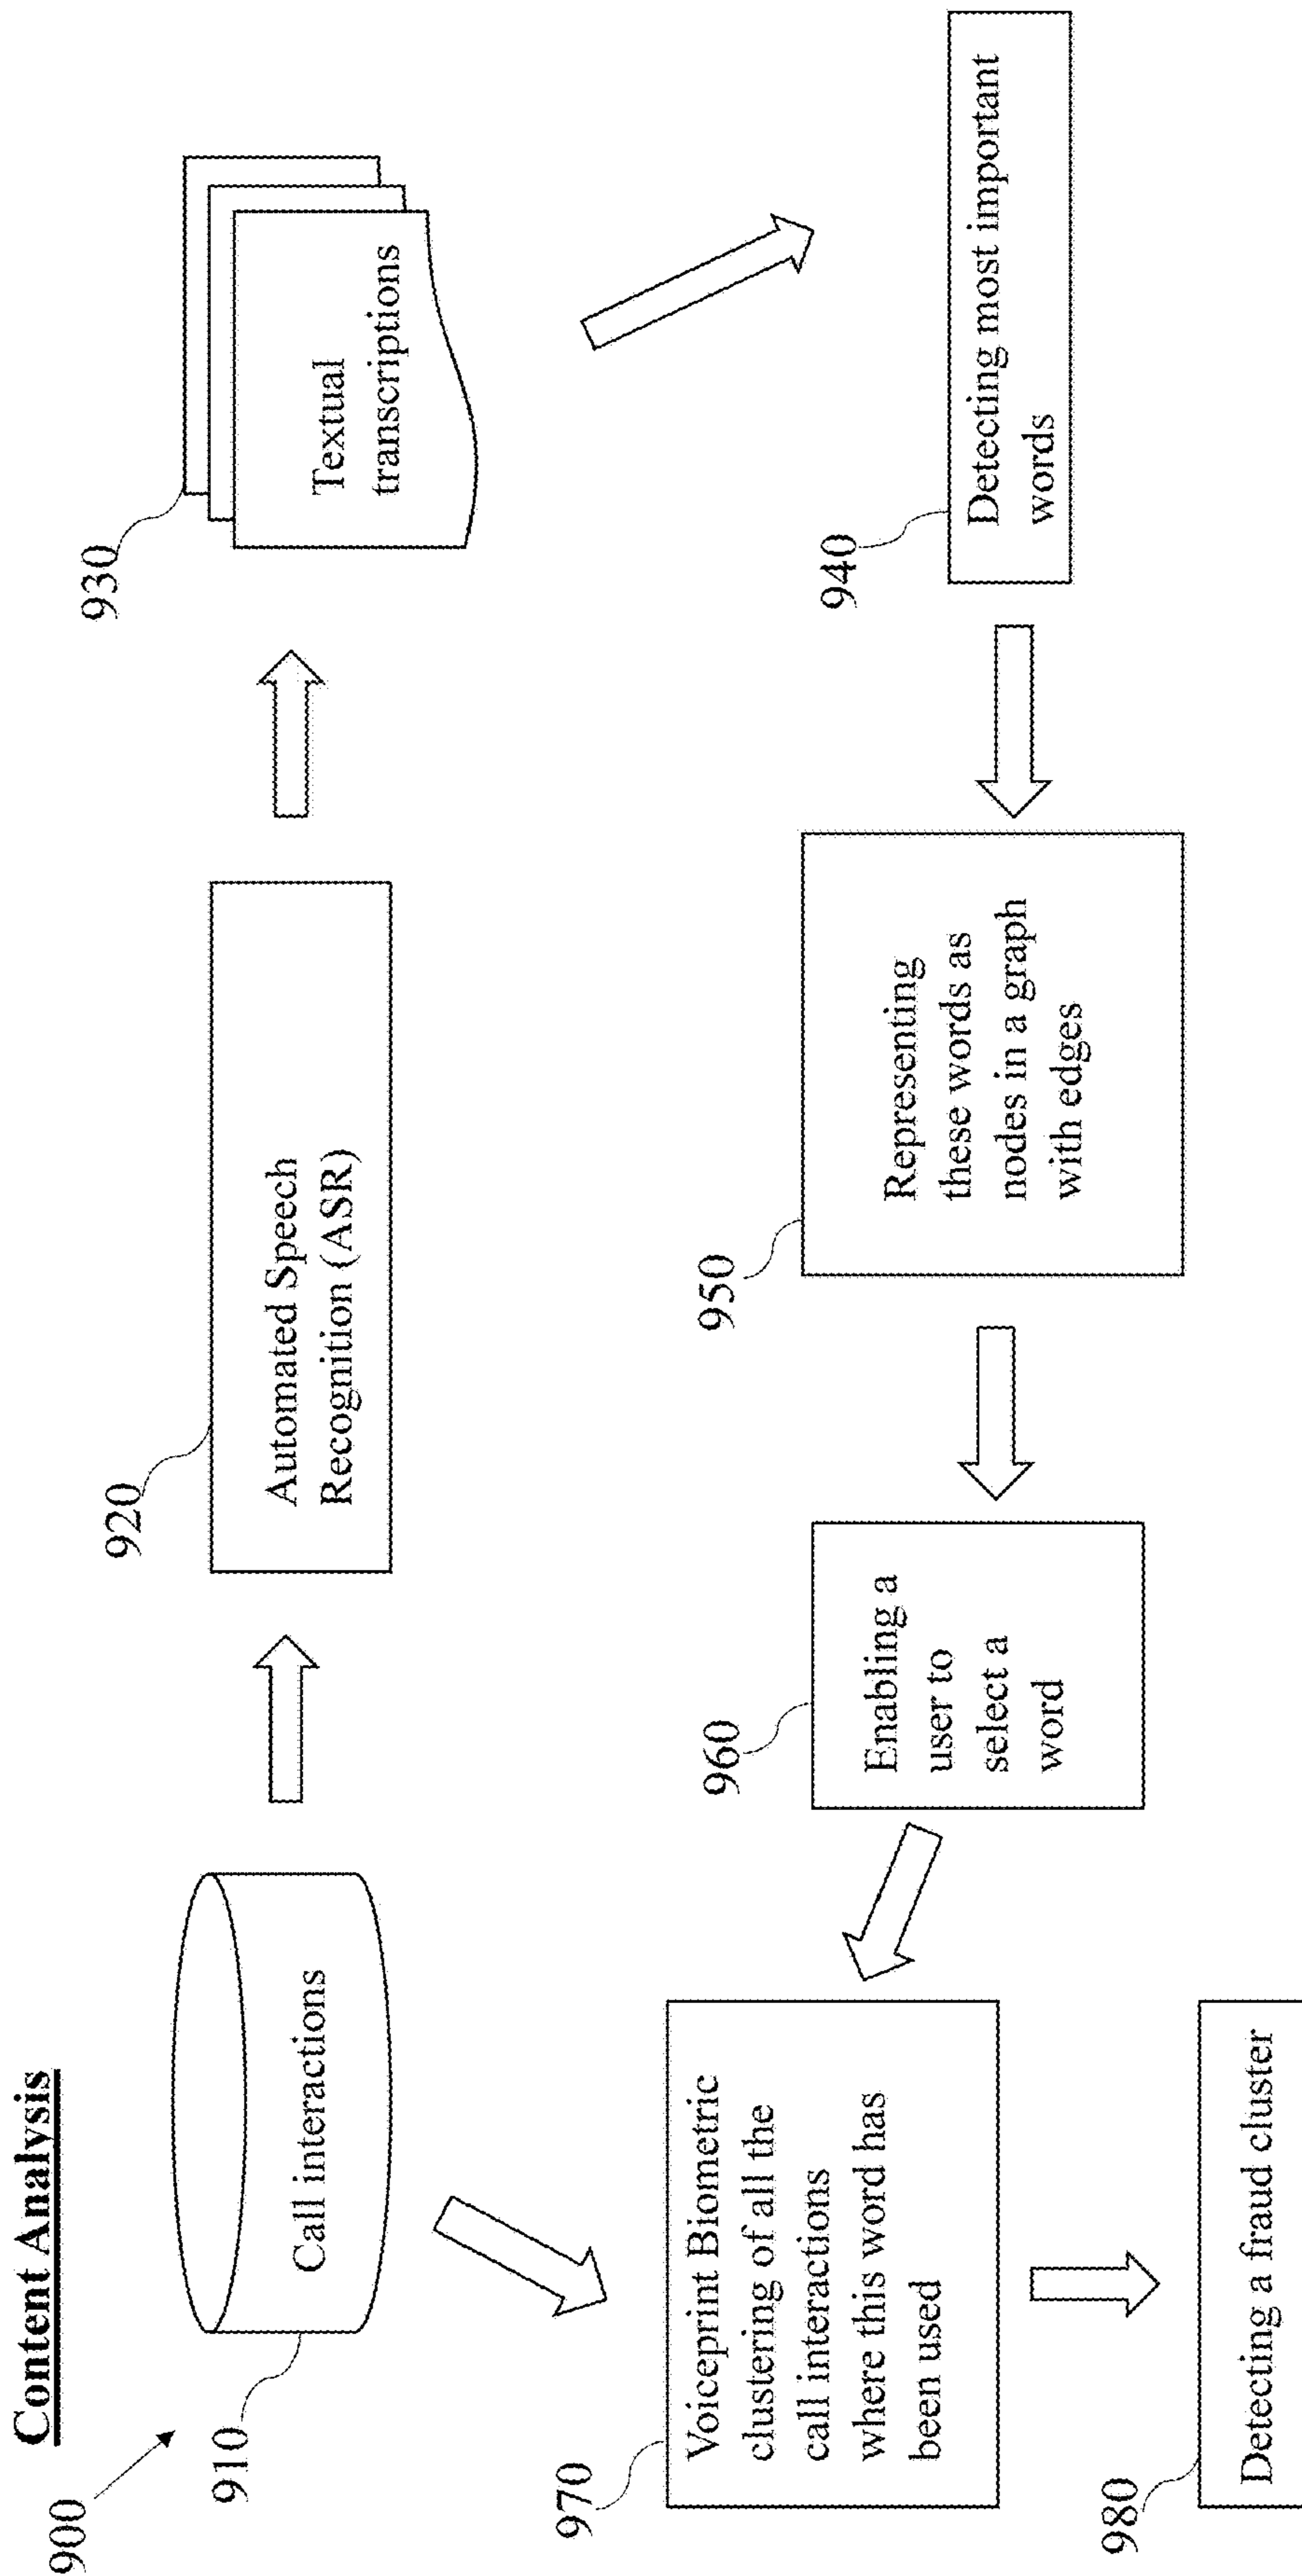 Content Analysis
900
910
Call interactions
920
Automated Speech
Recognition (ASR)
930
Textual
transcriptions
940
Detecting most important
words
950
Representing
these words as
nodes in a graph
with edges
960
Enabling a
user to
select a
word
970
Voiceprint Biometric
clustering of all the
call interactions
where this word has
been used
980
Detecting a fraud cluster